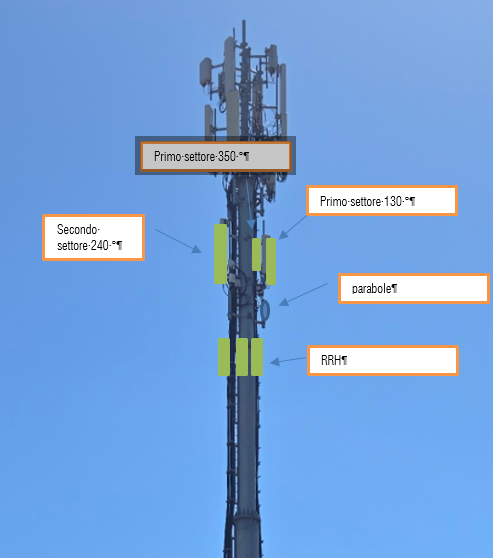 Primo·settore·350·°¶
Primo·settore·130·°¶
Secondo·
settore·240·°¶
parabole¶
RRH¶